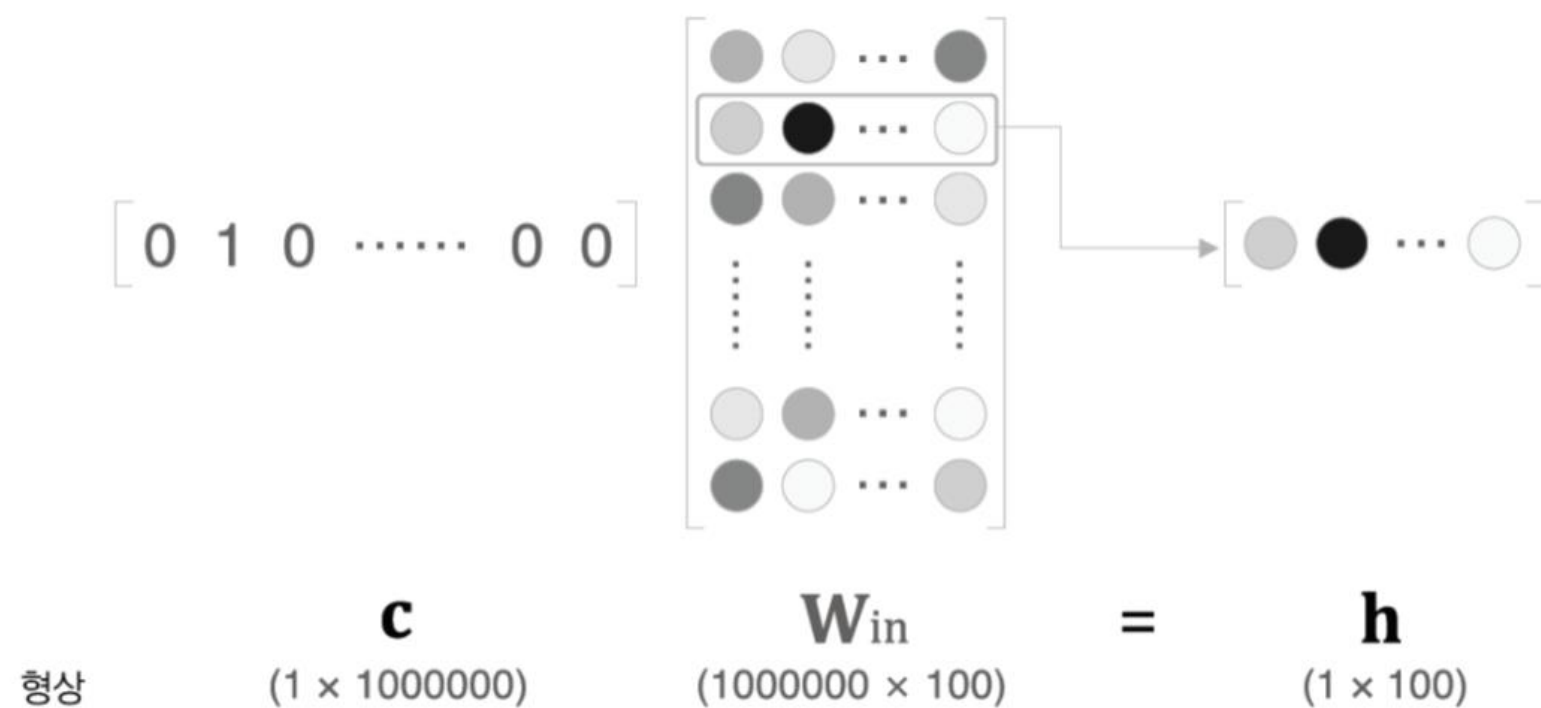 0 1 0 ...... 0 0
c W_in = h
형상 (1 × 1000000) (1000000 × 100) (1 × 100)